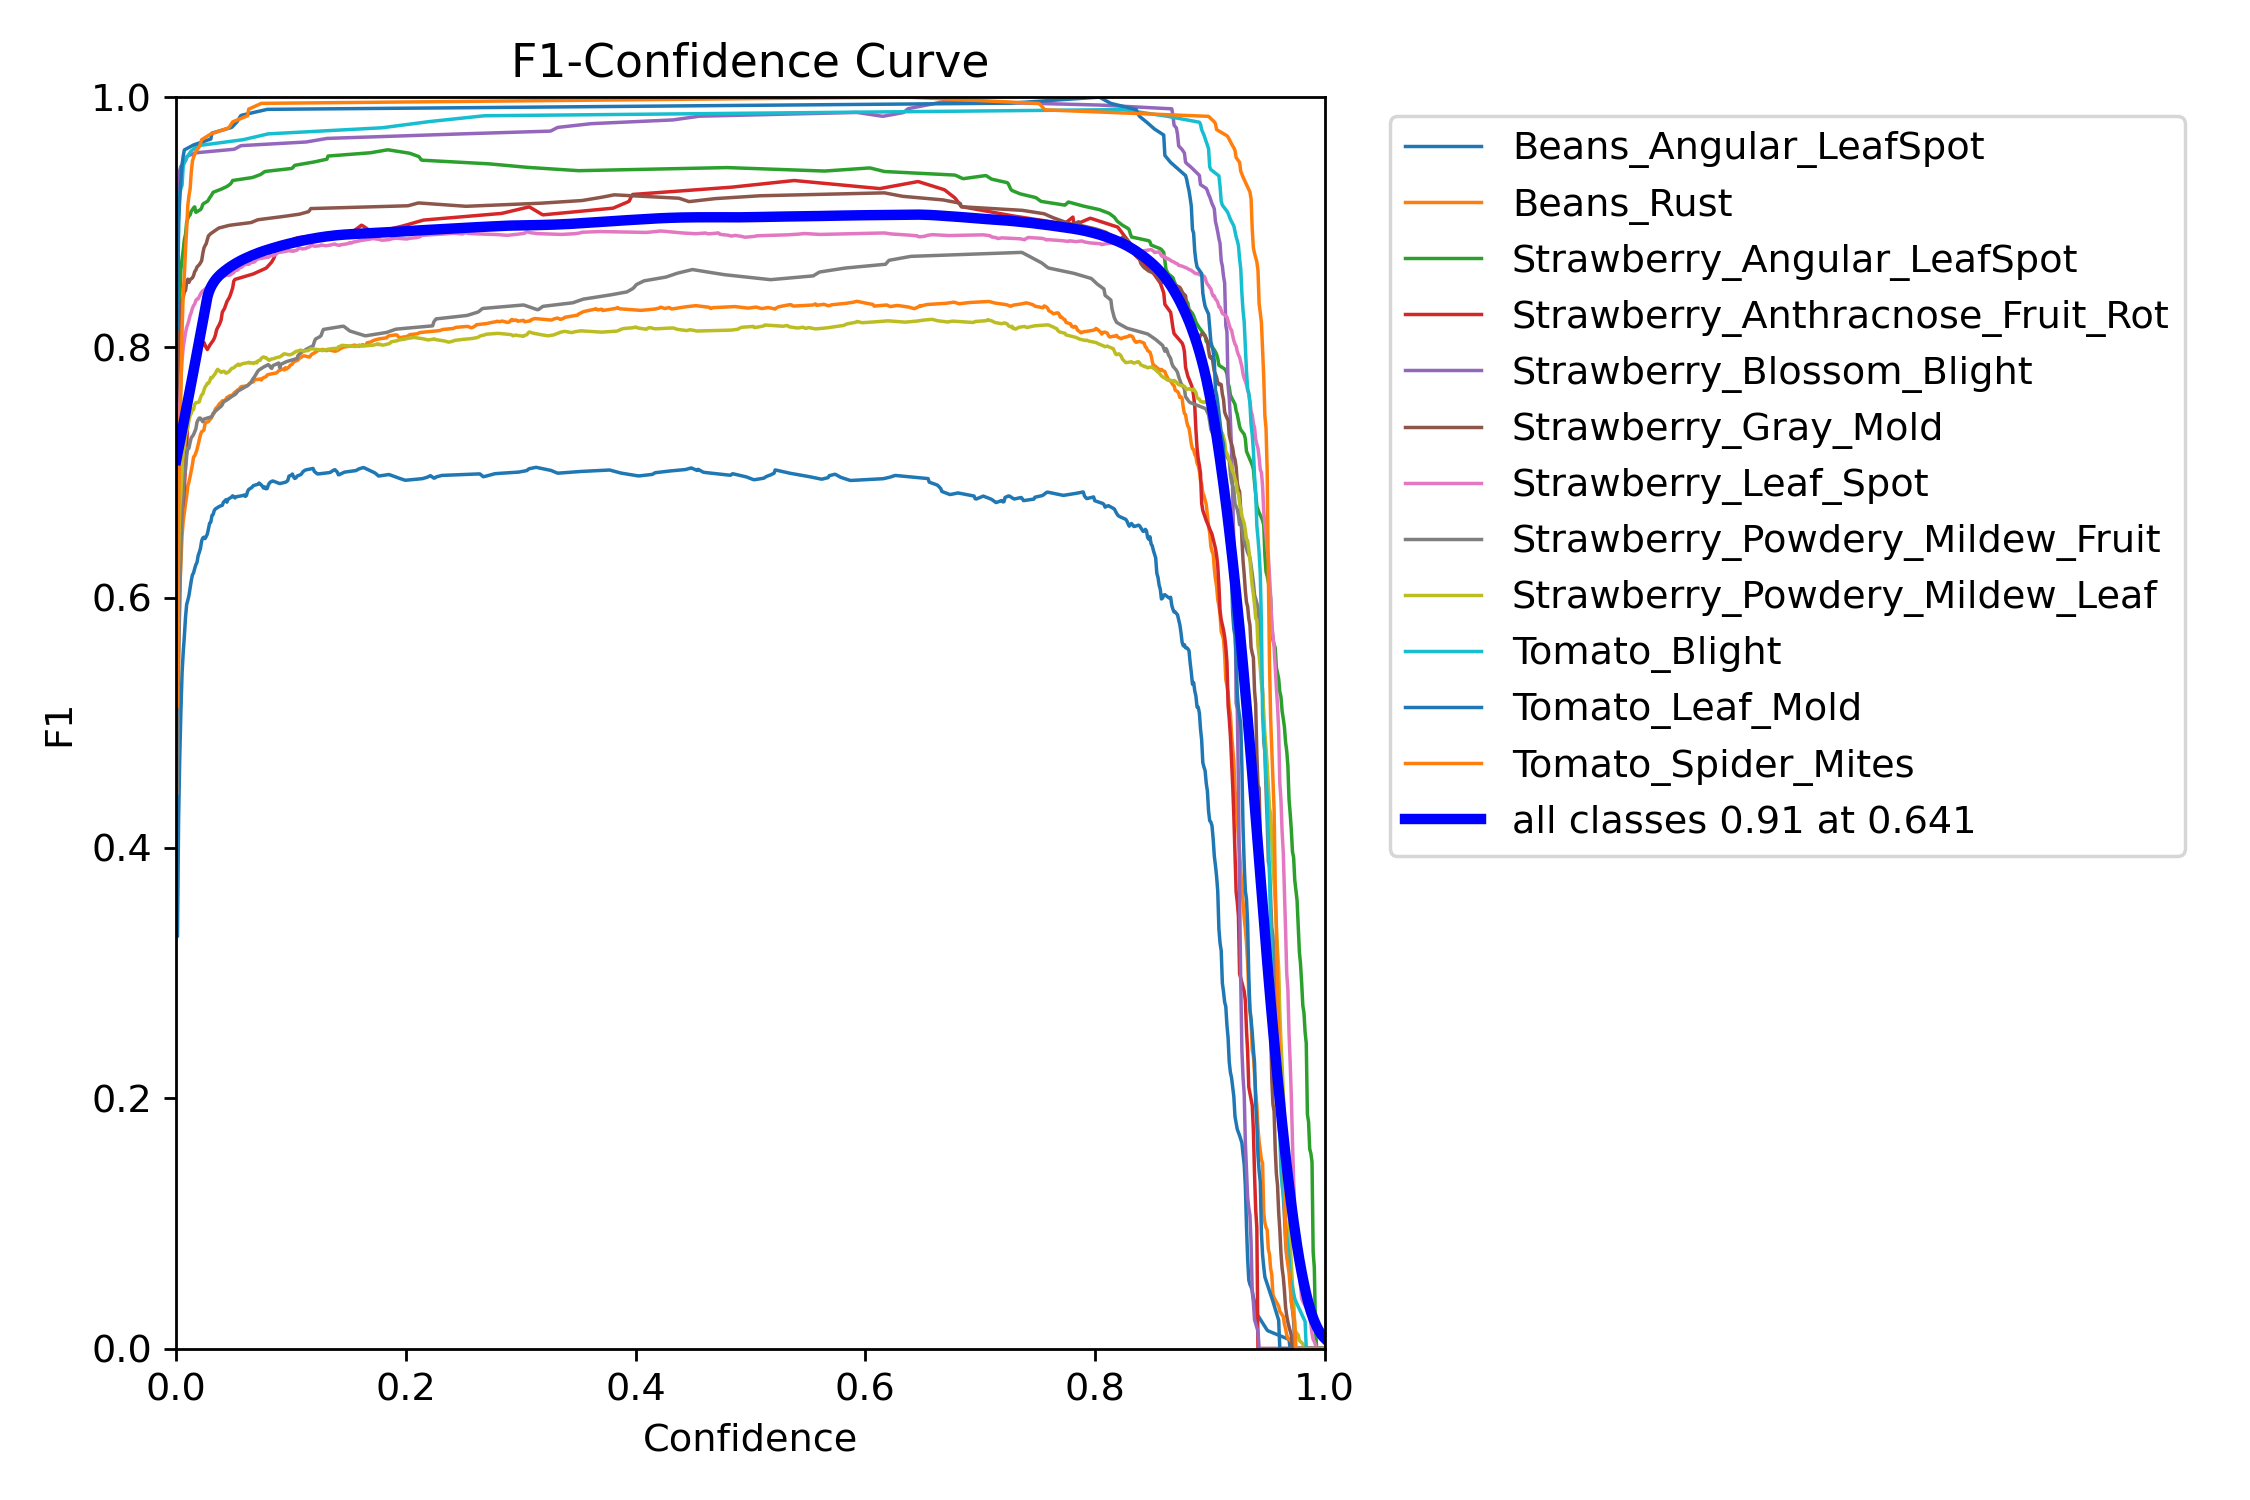 F1-Confidence Curve
1.0
0.8
0.6
0.4
0.2
0.0
F1
0.0 0.2 0.4 0.6 0.8 1.0
Confidence
Beans_Angular_LeafSpot
Beans_Rust
Strawberry_Angular_LeafSpot
Strawberry_Anthracnose_Fruit_Rot
Strawberry_Blossom_Blight
Strawberry_Gray_Mold
Strawberry_Leaf_Spot
Strawberry_Powdery_Mildew_Fruit
Strawberry_Powdery_Mildew_Leaf
Tomato_Blight
Tomato_Leaf_Mold
Tomato_Spider_Mites
all classes 0.91 at 0.641